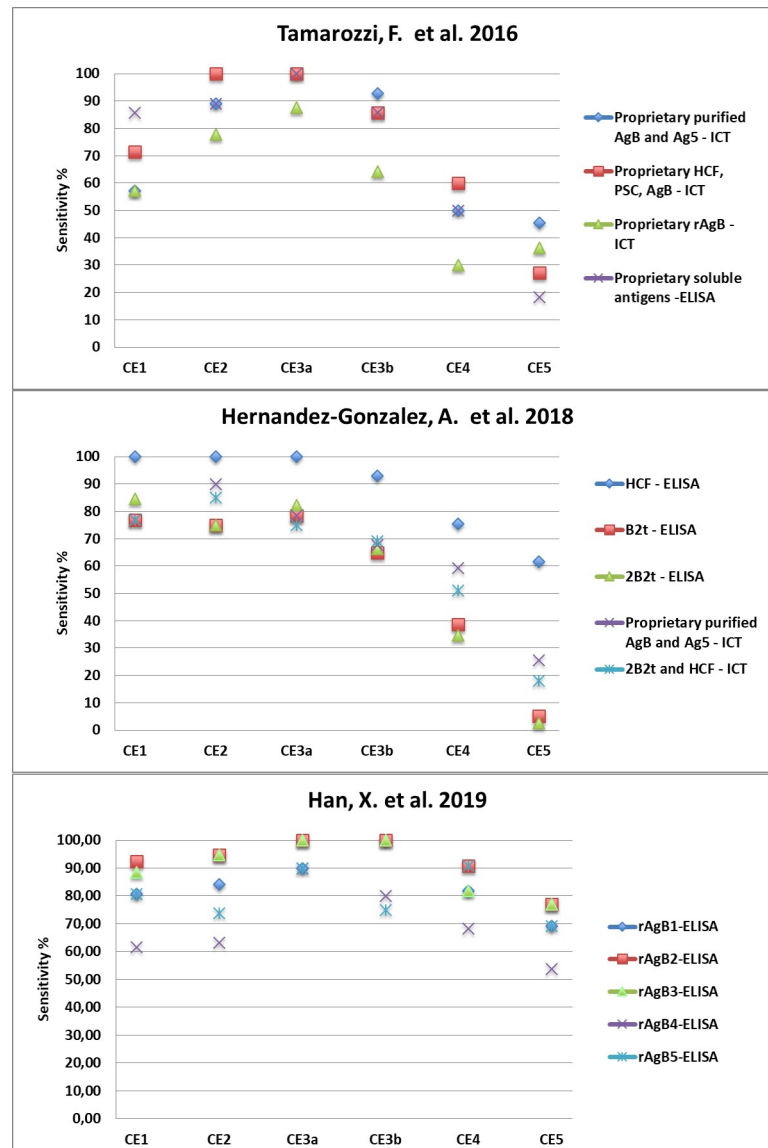 Tamarozzi, F. et al. 2016
Sensitivity %
100
90
80
70
60
50
40
30
20
10
0
CE1 CE2 CE3a CE3b CE4 CE5
Proprietary purified
AgB and Ag5 - ICT
Proprietary HCF,
PSC, AgB - ICT
Proprietary rAgB -
ICT
Proprietary soluble
antigens -ELISA
Hernandez-Gonzalez, A. et al. 2018
Sensitivity %
100
90
80
70
60
50
40
30
20
10
0
CE1 CE2 CE3a CE3b CE4 CE5
HCF - ELISA
B2t - ELISA
2B2t - ELISA
Proprietary purified
AgB and Ag5 - ICT
2B2t and HCF - ICT
Han, X. et al. 2019
Sensitivity %
100,00
90,00
80,00
70,00
60,00
50,00
40,00
30,00
20,00
10,00
0,00
CE1 CE2 CE3a CE3b CE4 CE5
rAgB1-ELISA
rAgB2-ELISA
rAgB3-ELISA
rAgB4-ELISA
rAgB5-ELISA